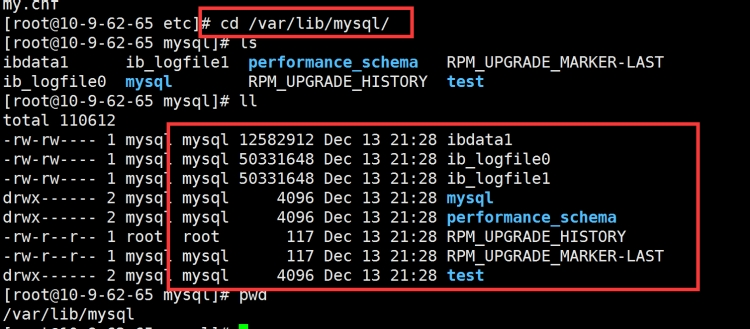 my.cnf
[root@10-9-62-65 etc]# cd /var/lib/mysql/
[root@10-9-62-65 mysql]# ls
ibdata1 ib_logfile1 performance_schema RPM_UPGRADE_MARKER-LAST
ib_logfile0 mysql RPM_UPGRADE_HISTORY test
[root@10-9-62-65 mysql]# ll
total 110612
-rw-rw---- 1 mysql mysql 12582912 Dec 13 21:28 ibdata1
-rw-rw---- 1 mysql mysql 50331648 Dec 13 21:28 ib_logfile0
-rw-rw---- 1 mysql mysql 50331648 Dec 13 21:28 ib_logfile1
drwx------ 2 mysql mysql 4096 Dec 13 21:28 mysql
drwx------ 2 mysql mysql 4096 Dec 13 21:28 performance_schema
-rw-r--r-- 1 root root 117 Dec 13 21:28 RPM_UPGRADE_HISTORY
-rw-r--r-- 1 mysql mysql 117 Dec 13 21:28 RPM_UPGRADE_MARKER-LAST
drwx------ 2 mysql mysql 4096 Dec 13 21:28 test
[root@10-9-62-65 mysql]# pwd
/var/lib/mysql
[root@10-9-62-65 mysql]#